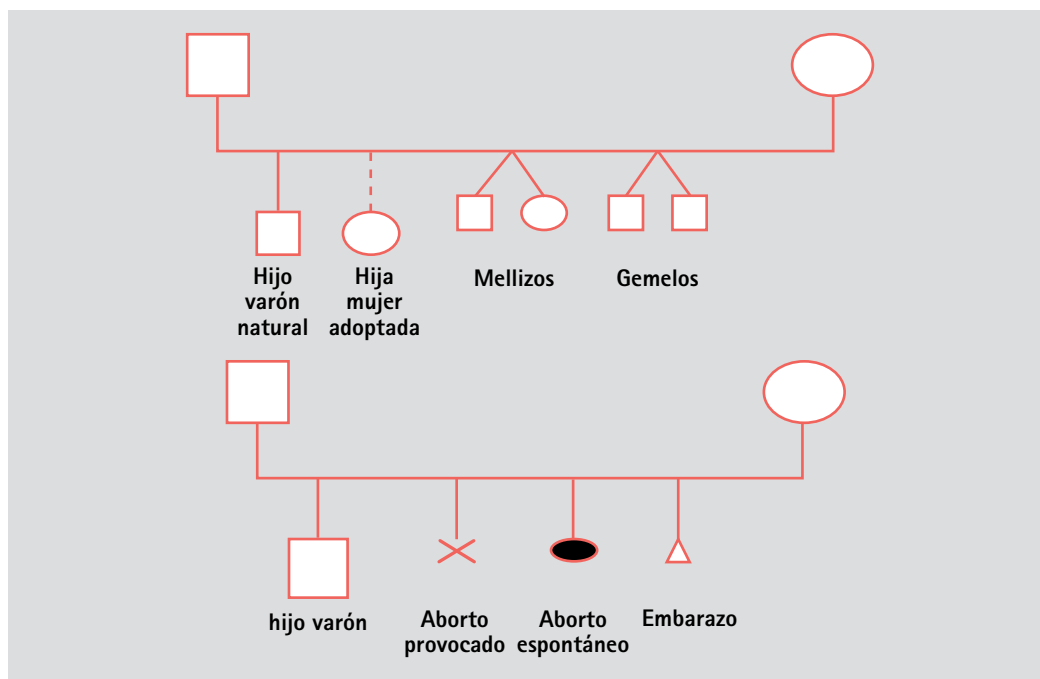 Hijo
varón
natural
Hija
mujer
adoptada
Mellizos
Gemelos
hijo varón
Aborto
provocado
Aborto
espontáneo
Embarazo